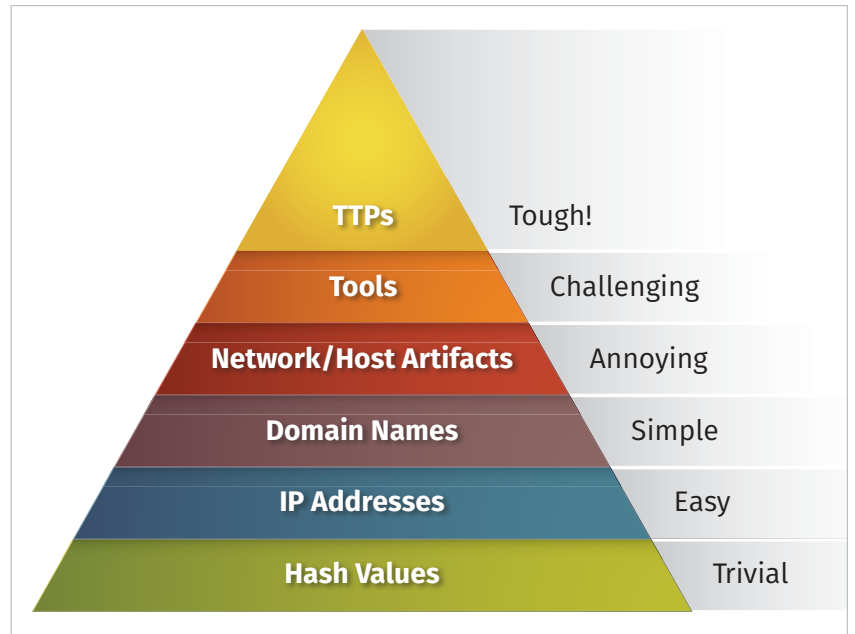 TTPs Tough!
Tools Challenging
Network/Host Artifacts Annoying
Domain Names Simple
IP Addresses Easy
Hash Values Trivial